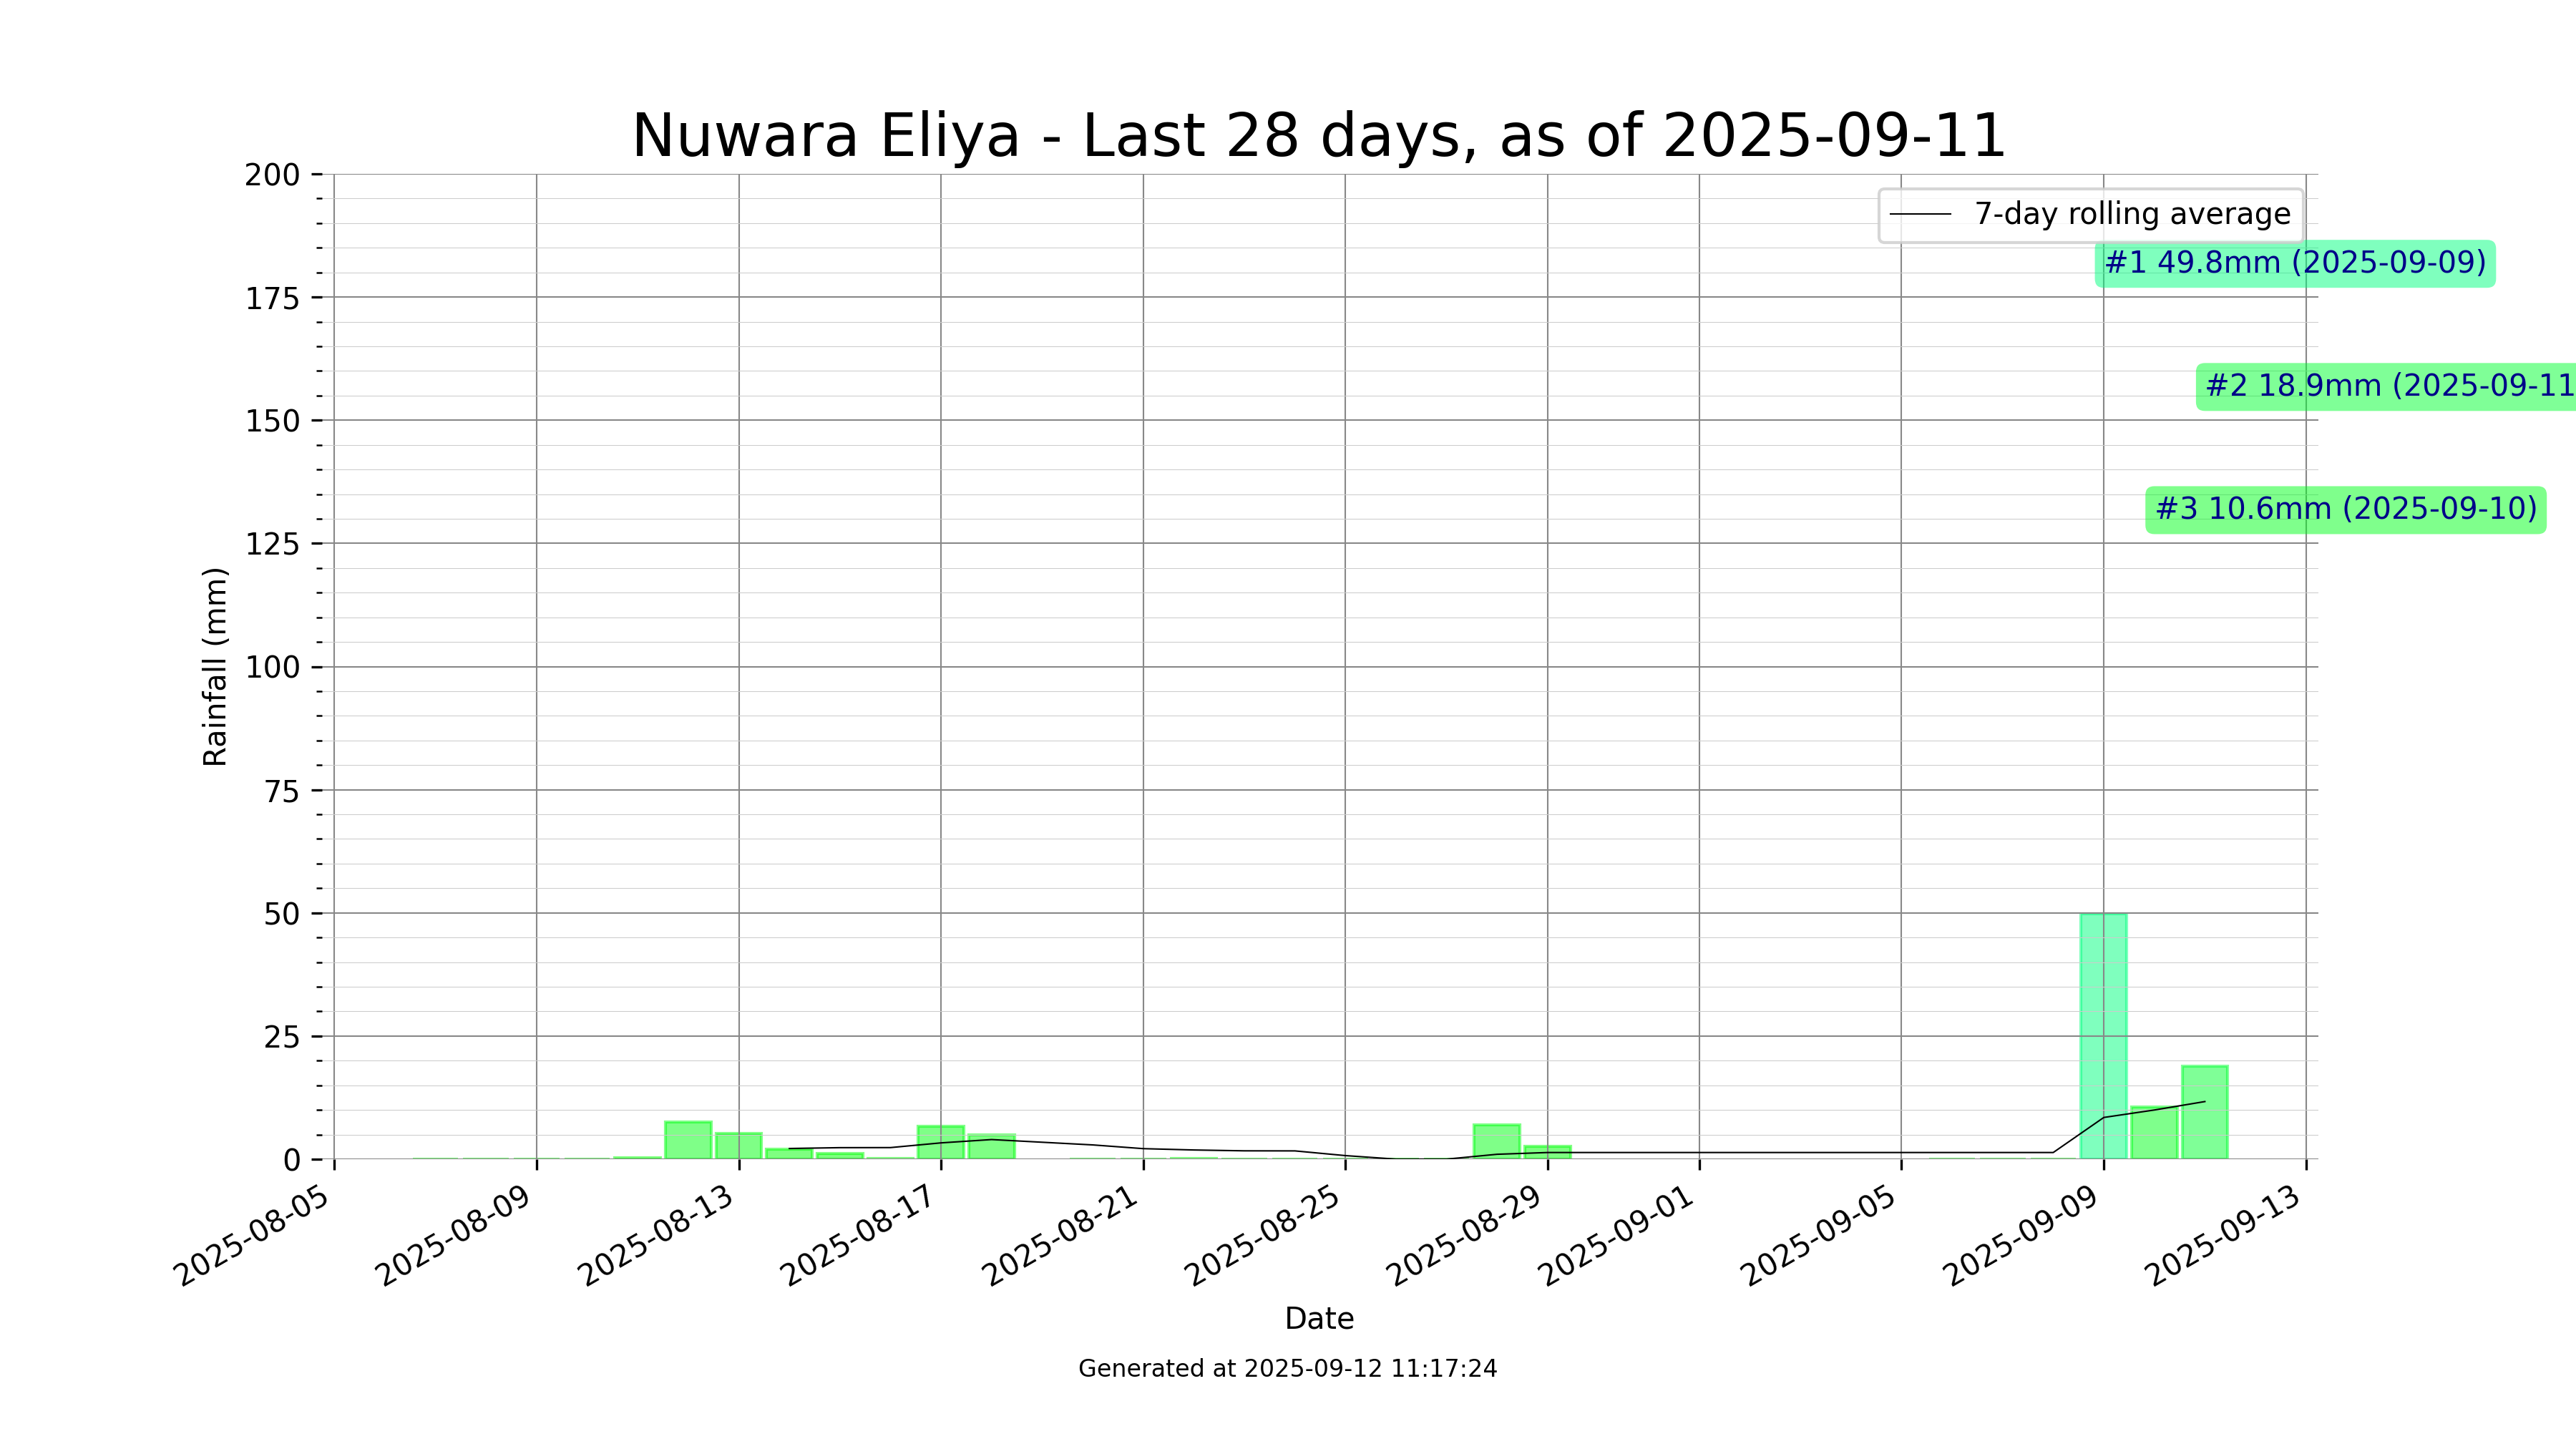 Nuwara Eliya - Last 28 days, as of 2025-09-11
200
175
150
125
100
75
50
25
0
Rainfall (mm)
7-day rolling average
#1 49.8mm (2025-09-09)
#2 18.9mm (2025-09-11
#3 10.6mm (2025-09-10)
2025-08-05
2025-08-09
2025-08-13
2025-08-17
2025-08-21
2025-08-25
2025-08-29
2025-09-01
2025-09-05
2025-09-09
2025-09-13
Date
Generated at 2025-09-12 11:17:24